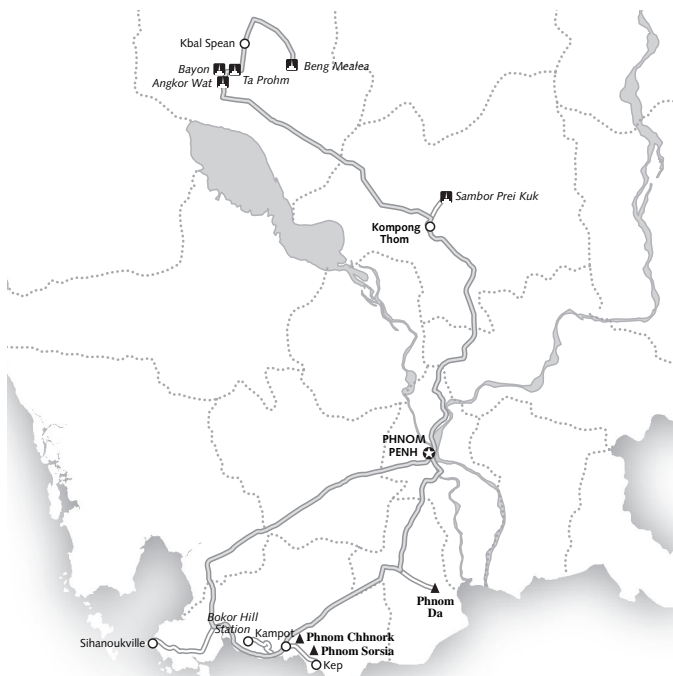 Kbal Spean
Bayon
Beng Mealea
Ta Prohm
Angkor Wat
Sambor Prei Kuk
Kompong
Thom
PHNOM
PENH
Phnom
Da
Bokor Hill
Station
Kampot
Phnom Chhnork
Sihanoukville
Phnom Sorsia
Kep